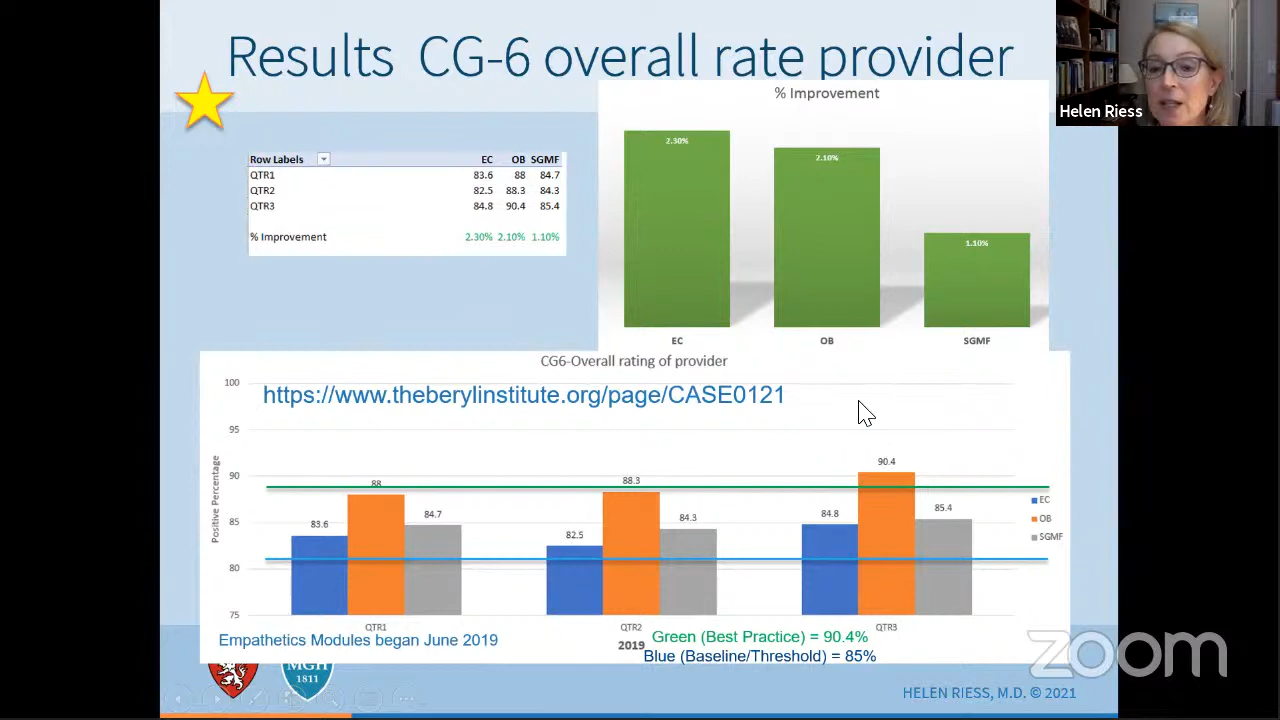 Results CG-6 overall rate provider
Helen Riess
% Improvement
2.30%
2.10%
1.10%
EC OB SGMF
Row Labels EC OB SGMF
QTR1 83.6 88 84.7
QTR2 82.5 88.3 84.3
QTR3 84.8 90.4 85.4
% Improvement 2.30% 2.10% 1.10%
CG6-Overall rating of provider
https://www.theberylinstitute.org/page/CASE0121
Positive Percentage
100
95
90
85
80
75
83.6 88 84.7
82.5 88.3 84.3
84.8 90.4 85.4
EC
OB
SGMF
QTR1 QTR2 QTR3
2019
Empathetics Modules began June 2019
Green (Best Practice) = 90.4%
Blue (Baseline/Threshold) = 85%
MGH
1811
HELEN RIESS, M.D. © 2021
zoom